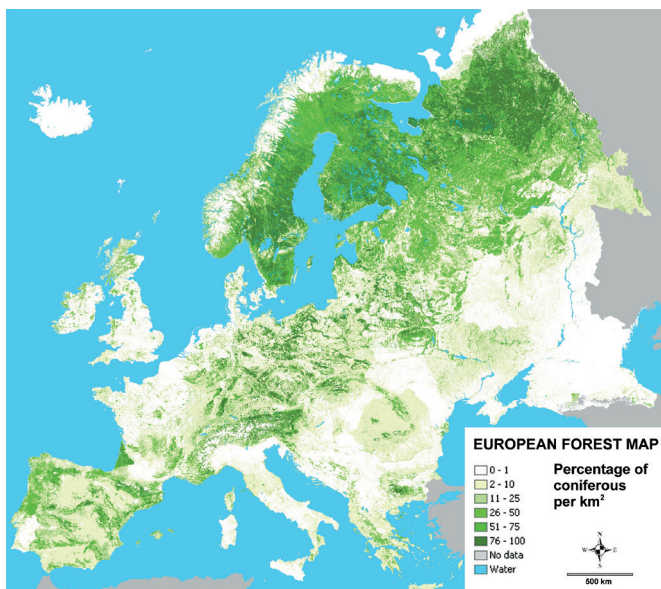 EUROPEAN FOREST MAP
Percentage of
coniferous
per km²
0 - 1
2 - 10
11 - 25
26 - 50
51 - 75
76 - 100
No data
Water
N
W E
S
500 km